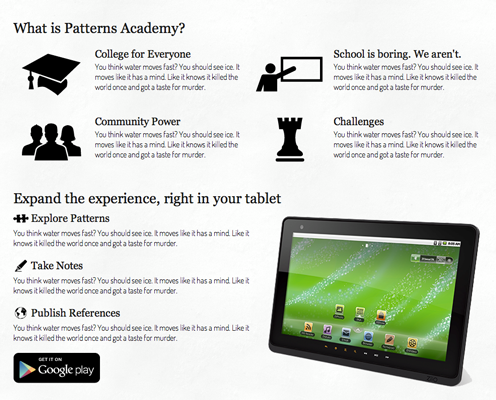 What is Patterns Academy?
College for Everyone
You think water moves fast? You should see ice. It
moves like it has a mind. Like it knows it killed the
world once and got a taste for murder.
School is boring. We aren't.
You think water moves fast? You should see ice. It
moves like it has a mind. Like it knows it killed the
world once and got a taste for murder.
Community Power
You think water moves fast? You should see ice. It
moves like it has a mind. Like it knows it killed the
world once and got a taste for murder.
Challenges
You think water moves fast? You should see ice. It
moves like it has a mind. Like it knows it killed the
world once and got a taste for murder.
Expand the experience, right in your tablet
Explore Patterns
You think water moves fast? You should see ice. It moves like it has a mind. Like it
knows it killed the world once and got a taste for murder.
Take Notes
You think water moves fast? You should see ice. It moves like it has a mind. Like it
knows it killed the world once and got a taste for murder.
Publish References
You think water moves fast? You should see ice. It moves like it has a mind. Like it
knows it killed the world once and got a taste for murder.
GET IT ON
Google play